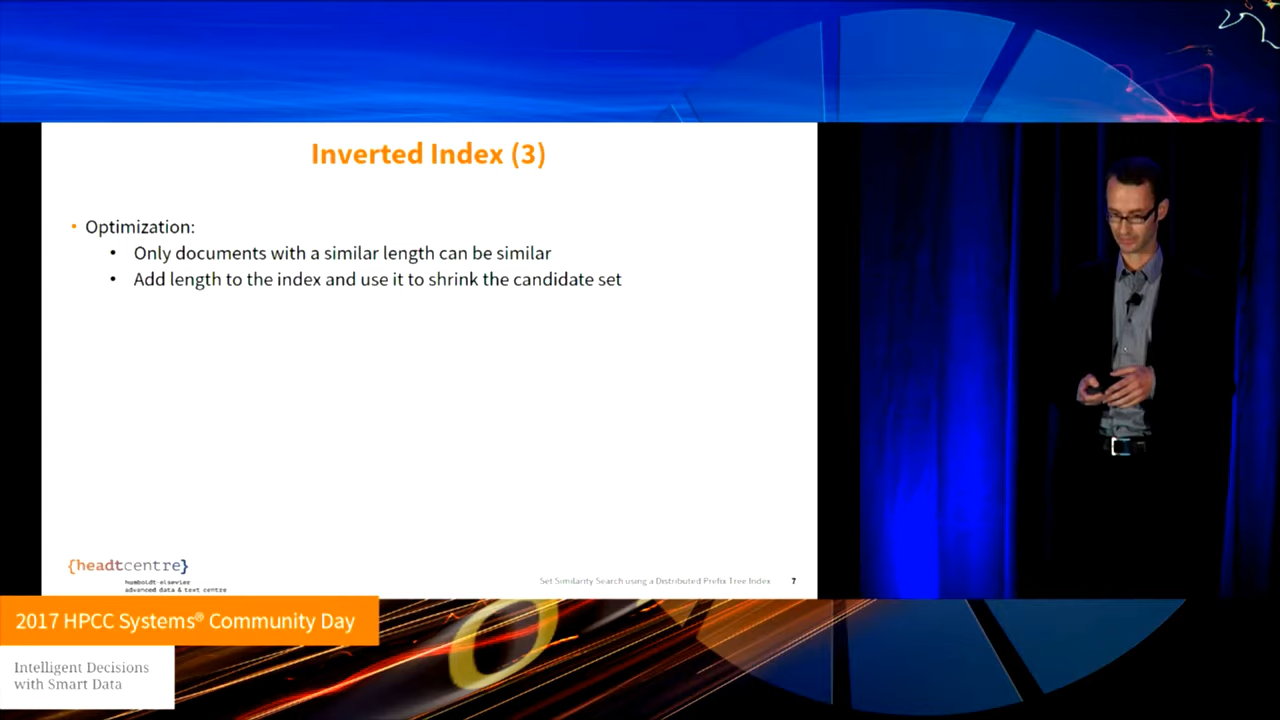 Inverted Index (3)
• Optimization:
• Only documents with a similar length can be similar
• Add length to the index and use it to shrink the candidate set
{headtcentre}
humboldt-elsevier
advanced data & text centre
Set Similarity Search using a Distributed Prefix Tree Index 7
2017 HPCC Systems® Community Day
Intelligent Decisions
with Smart Data